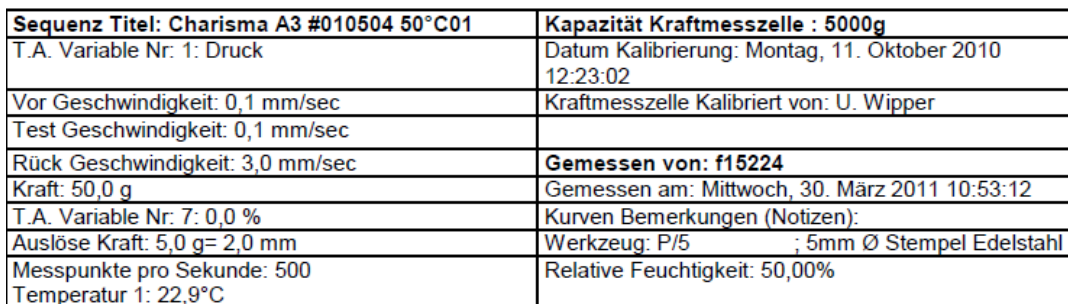 Sequenz Titel: Charisma A3 #010504 50°C01
Kapazität Kraftmesszelle : 5000g
T.A. Variable Nr: 1: Druck
Datum Kalibrierung: Montag, 11. Oktober 2010
12:23:02
Vor Geschwindigkeit: 0,1 mm/sec
Kraftmesszelle Kalibriert von: U. Wipper
Test Geschwindigkeit: 0,1 mm/sec
Rück Geschwindigkeit: 3,0 mm/sec
Gemessen von: f15224
Kraft: 50,0 g
Gemessen am: Mittwoch, 30. März 2011 10:53:12
T.A. Variable Nr: 7: 0,0 %
Kurven Bemerkungen (Notizen):
Auslöse Kraft: 5,0 g= 2,0 mm
Werkzeug: P/5 ; 5mm Ø Stempel Edelstahl
Messpunkte pro Sekunde: 500
Temperatur 1: 22,9°C
Relative Feuchtigkeit: 50,00%